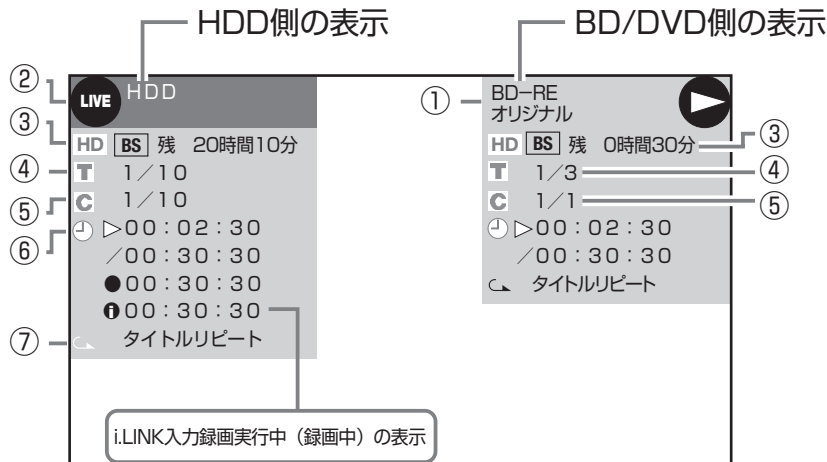 HDD側の表示
BD/DVD側の表示
②
LIVE
HDD
③
HD BS 残 20時間10分
④
T 1／10
⑤
C 1／10
⑥
▷00：02：30
／00：30：30
●00：30：30
i 00：30：30
⑦
タイトルリピート
i.LINK入力録画実行中（録画中）の表示
①
BD−RE
オリジナル
HD BS 残 0時間30分
③
T 1／3
④
C 1／1
⑤
▷00：02：30
／00：30：30
タイトルリピート